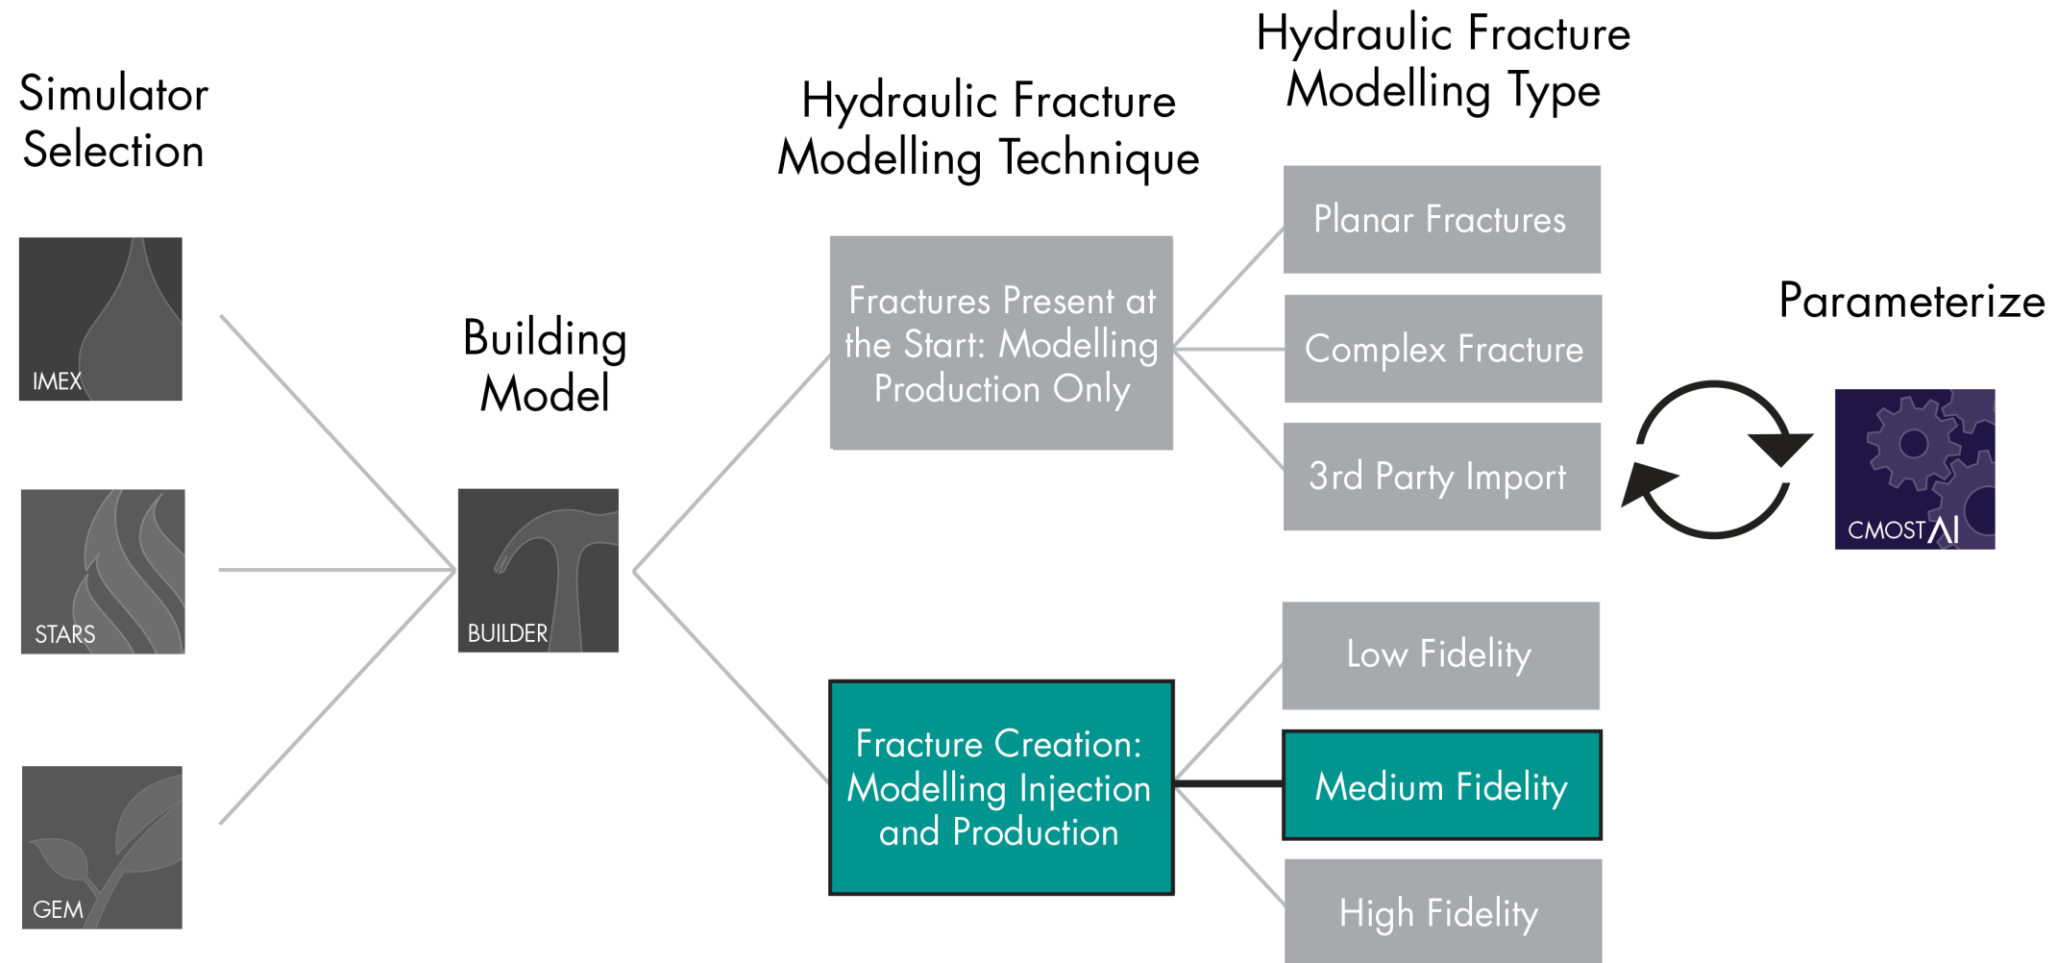 Simulator
Selection
IMEX
STARS
GEM
Building
Model
BUILDER
Hydraulic Fracture
Modelling Technique
Fractures Present at
the Start: Modelling
Production Only
Fracture Creation:
Modelling Injection
and Production
Hydraulic Fracture
Modelling Type
Planar Fractures
Complex Fracture
3rd Party Import
Low Fidelity
Medium Fidelity
High Fidelity
Parameterize
CMOST AI